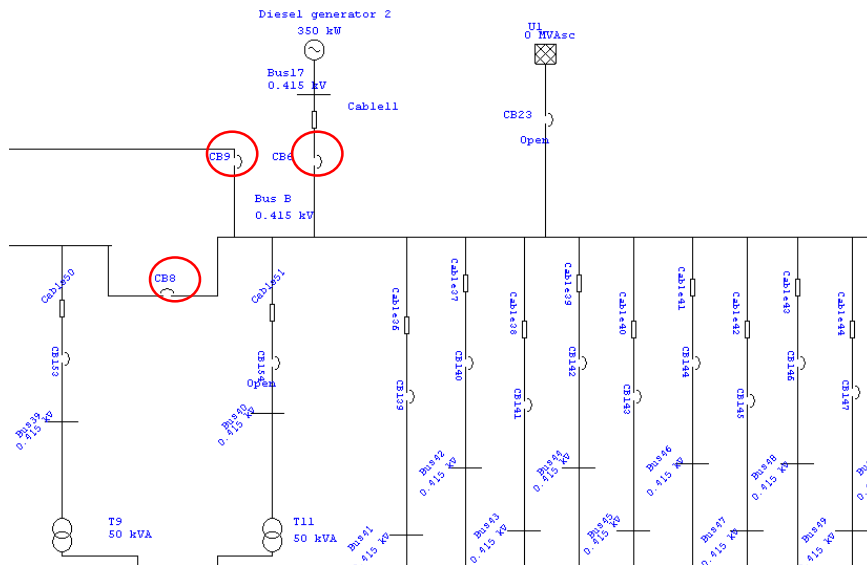 Diesel generator 2
350 kW
U1
0 MVAsc
Bus17
0.415 kV
Cable11
CB23
Open
CB9
CB6
Bus B
0.415 kV
CB8
Cable50
Cable51
Cable36
Cable37
Cable38
Cable39
Cable40
Cable41
Cable42
Cable43
Cable44
CB153
CB154
Open
CB139
CB140
CB141
CB142
CB143
CB144
CB145
CB146
CB147
Bus39
0.415 kV
Bus40
0.415 kV
Bus41
415 kV
Bus42
0.415 kV
Bus43
0.415 kV
Bus44
0.415 kV
Bus45
0.415 kV
Bus46
0.415 kV
Bus47
0.415 kV
Bus48
0.415 kV
Bus49
0.415 kV
T9
50 kVA
T11
50 kVA